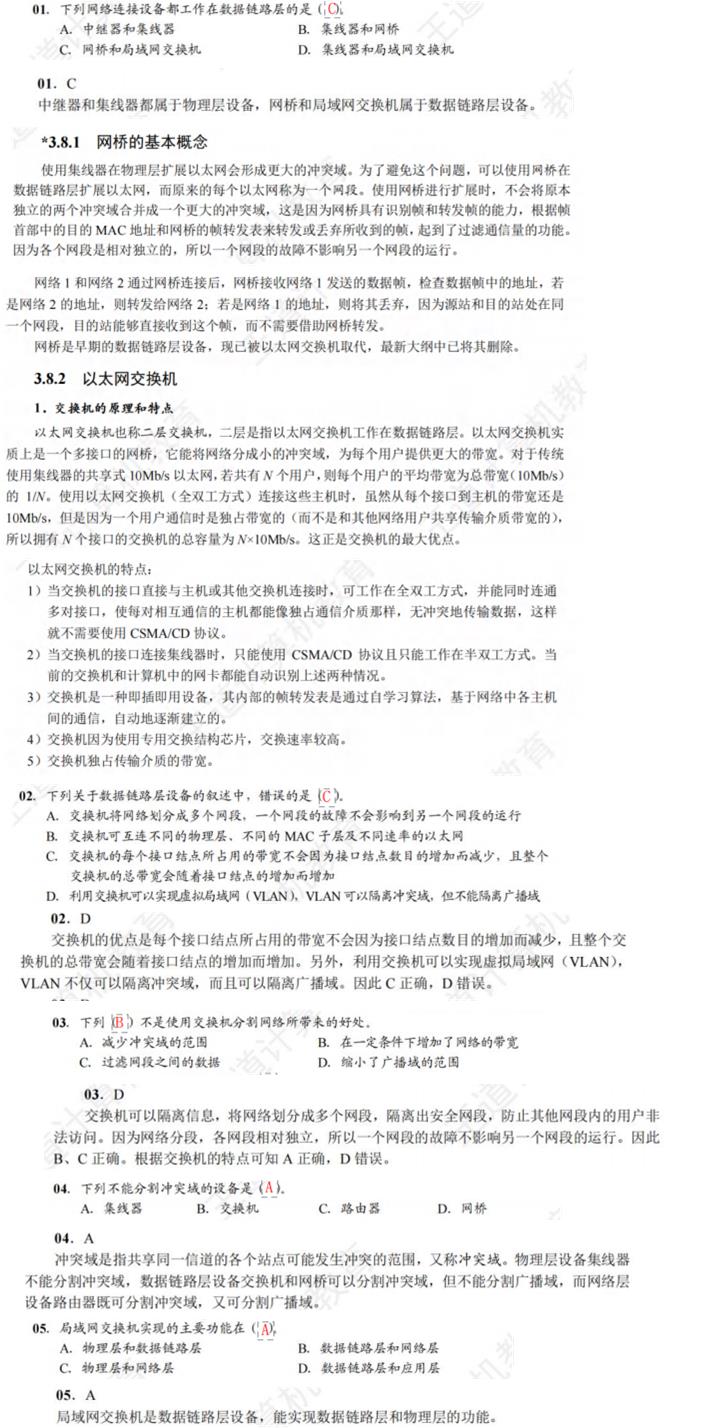 01. 下列网络连接设备都工作在数据链路层的是（C）。
A. 中继器和集线器 B. 集线器和网桥
C. 网桥和局域网交换机 D. 集线器和局域网交换机
01. C
中继器和集线器都属于物理层设备，网桥和局域网交换机属于数据链路层设备。
*3.8.1 网桥的基本概念
使用集线器在物理层扩展以太网会形成更大的冲突域。为了避免这个问题，可以使用网桥在
数据链路层扩展以太网，而原来的每个以太网称为一个网段。使用网桥进行扩展时，不会将原本
独立的两个冲突域合并成一个更大的冲突域，这是因为网桥具有识别帧和转发帧的能力，根据帧
首部中的目的 MAC 地址和网桥的帧转发表来转发或丢弃所收到的帧，起到了过滤通信量的功能。
因为各个网段是相对独立的，所以一个网段的故障不影响另一个网段的运行。
网络 1 和网络 2 通过网桥连接后，网桥接收网络 1 发送的数据帧，检查数据帧中的地址，若
是网络 2 的地址，则转发给网络 2；若是网络 1 的地址，则将其丢弃，因为源站和目的站处在同
一个网段，目的站能够直接收到这个帧，而不需要借助网桥转发。
网桥是早期的数据链路层设备，现已被以太网交换机取代，最新大纲中已将其删除。
3.8.2 以太网交换机
1．交换机的原理和特点
以太网交换机也称二层交换机，二层是指以太网交换机工作在数据链路层。以太网交换机实
质上是一个多接口的网桥，它能将网络分成小的冲突域，为每个用户提供更大的带宽。对于传统
使用集线器的共享式 10Mb/s 以太网，若共有 N 个用户，则每个用户的平均带宽为总带宽（10Mb/s）
的 1/N。使用以太网交换机（全双工方式）连接这些主机时，虽然从每个接口到主机的带宽还是
10Mb/s，但是因为一个用户通信时是独占带宽的（而不是和其他网络用户共享传输介质带宽的），
所以拥有 N 个接口的交换机的总容量为 N×10Mb/s。这正是交换机的最大优点。
以太网交换机的特点：
1）当交换机的接口直接与主机或其他交换机连接时，可工作在全双工方式，并能同时连通
多对接口，使每对相互通信的主机都能像独占通信介质那样，无冲突地传输数据，这样
就不需要使用 CSMA/CD 协议。
2）当交换机的接口连接集线器时，只能使用 CSMA/CD 协议且只能工作在半双工方式。当
前的交换机和计算机中的网卡都能自动识别上述两种情况。
3）交换机是一种即插即用设备，其内部的帧转发表是通过自学习算法，基于网络中各主机
间的通信，自动地逐渐建立的。
4）交换机因为使用专用交换结构芯片，交换速率较高。
5）交换机独占传输介质的带宽。
02. 下列关于数据链路层设备的叙述中，错误的是（C）。
A. 交换机将网络划分成多个网段，一个网段的故障不会影响到另一个网段的运行
B. 交换机可互连不同的物理层、不同的 MAC 子层及不同速率的以太网
C. 交换机的每个接口结点所占用的带宽不会因为接口结点数目的增加而减少，且整个
交换机的总带宽会随着接口结点的增加而增加
D. 利用交换机可以实现虚拟局域网（VLAN），VLAN 可以隔离冲突域，但不能隔离广播域
02. D
交换机的优点是每个接口结点所占用的带宽不会因为接口结点数目的增加而减少，且整个交
换机的总带宽会随着接口结点的增加而增加。另外，利用交换机可以实现虚拟局域网（VLAN），
VLAN 不仅可以隔离冲突域，而且可以隔离广播域。因此 C 正确，D 错误。
03. 下列（B）不是使用交换机分割网络所带来的好处。
A. 减少冲突域的范围 B. 在一定条件下增加了网络的带宽
C. 过滤网段之间的数据 D. 缩小了广播域的范围
03. D
交换机可以隔离信息，将网络划分成多个网段，隔离出安全网段，防止其他网段内的用户非
法访问。因为网络分段，各网段相对独立，所以一个网段的故障不影响另一个网段的运行。因此
B、C 正确。根据交换机的特点可知 A 正确，D 错误。
04. 下列不能分割冲突域的设备是（A）。
A. 集线器 B. 交换机 C. 路由器 D. 网桥
04. A
冲突域是指共享同一信道的各个站点可能发生冲突的范围，又称冲突域。物理层设备集线器
不能分割冲突域，数据链路层设备交换机和网桥可以分割冲突域，但不能分割广播域，而网络层
设备路由器既可分割冲突域，又可分割广播域。
05. 局域网交换机实现的主要功能在（A）。
A. 物理层和数据链路层 B. 数据链路层和网络层
C. 物理层和网络层 D. 数据链路层和应用层
05. A
局域网交换机是数据链路层设备，能实现数据链路层和物理层的功能。